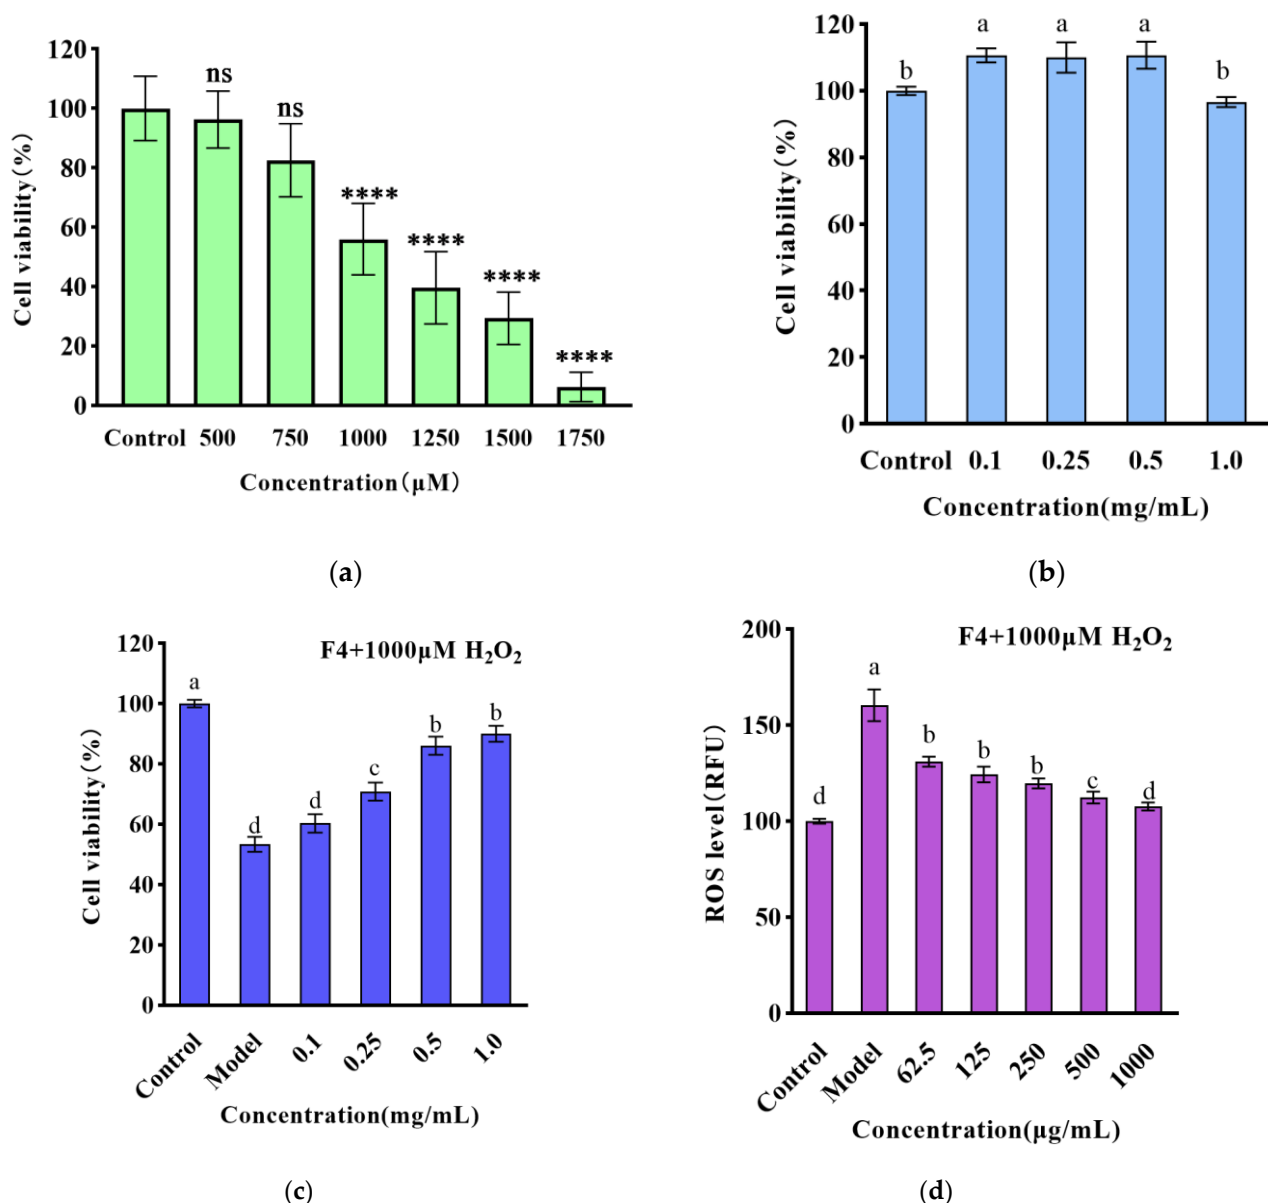 Cell viability(%)
120
100
80
60
40
20
0
ns
ns
****
****
****
****
Control 500 750 1000 1250 1500 1750
Concentration(μM)
(a)
Cell viability(%)
120
100
80
60
40
20
0
b a a a b
Control 0.1 0.25 0.5 1.0
Concentration(mg/mL)
(b)
F4+1000μM H₂O₂
Cell viability(%)
120
100
80
60
40
20
0
a d d c b b
Control Model 0.1 0.25 0.5 1.0
Concentration(mg/mL)
(c)
F4+1000μM H₂O₂
ROS level(RFU)
200
150
100
50
0
d a b b b c d
Control Model 62.5 125 250 500 1000
Concentration(μg/mL)
(d)